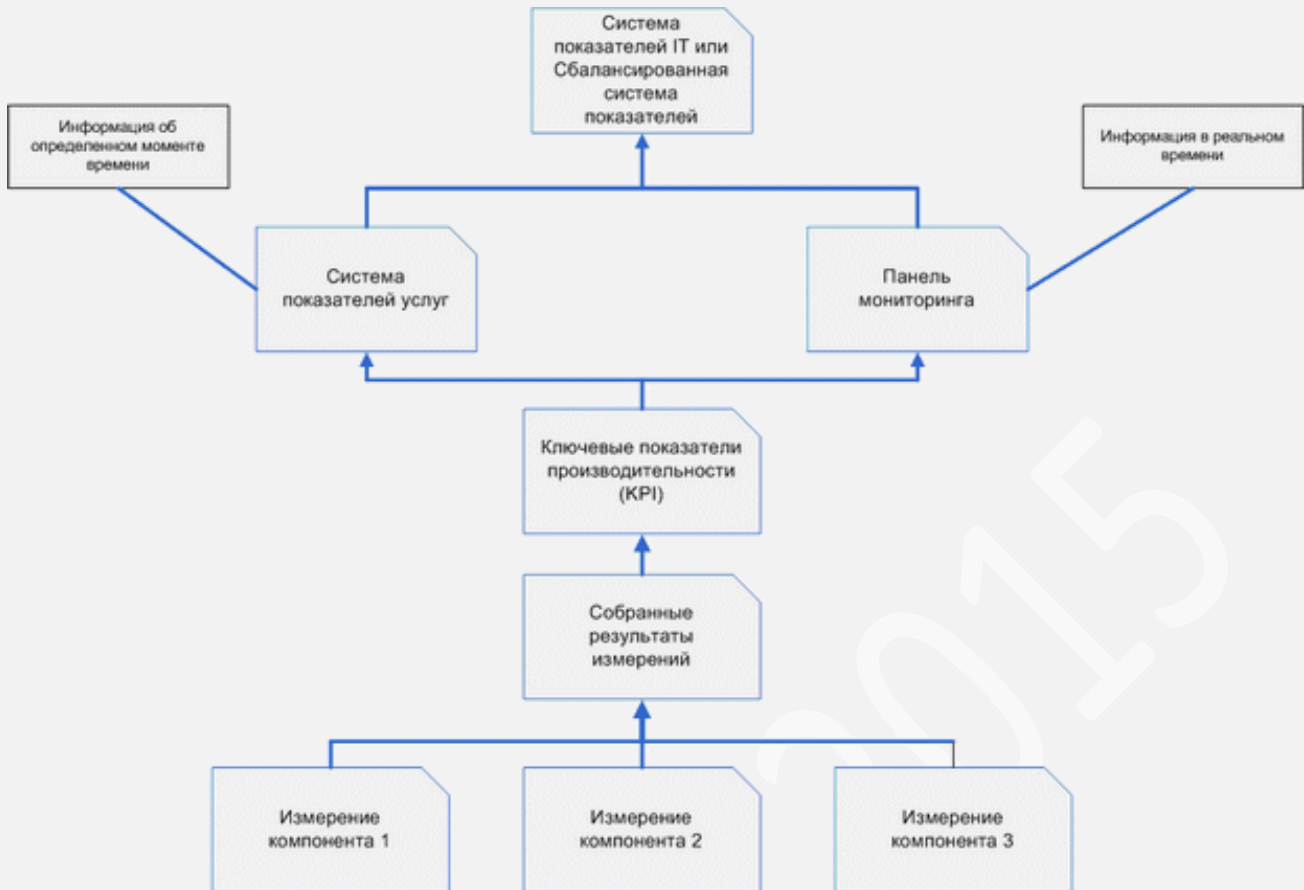 Система
показателей IT или
Сбалансированная
система
показателей
Информация об
определенном моменте
времени
Информация в реальном
времени
Система
показателей услуг
Панель
мониторинга
Ключевые показатели
производительности
(KPI)
Собранные
результаты
измерений
Измерение
компонента 1
Измерение
компонента 2
Измерение
компонента 3
2015